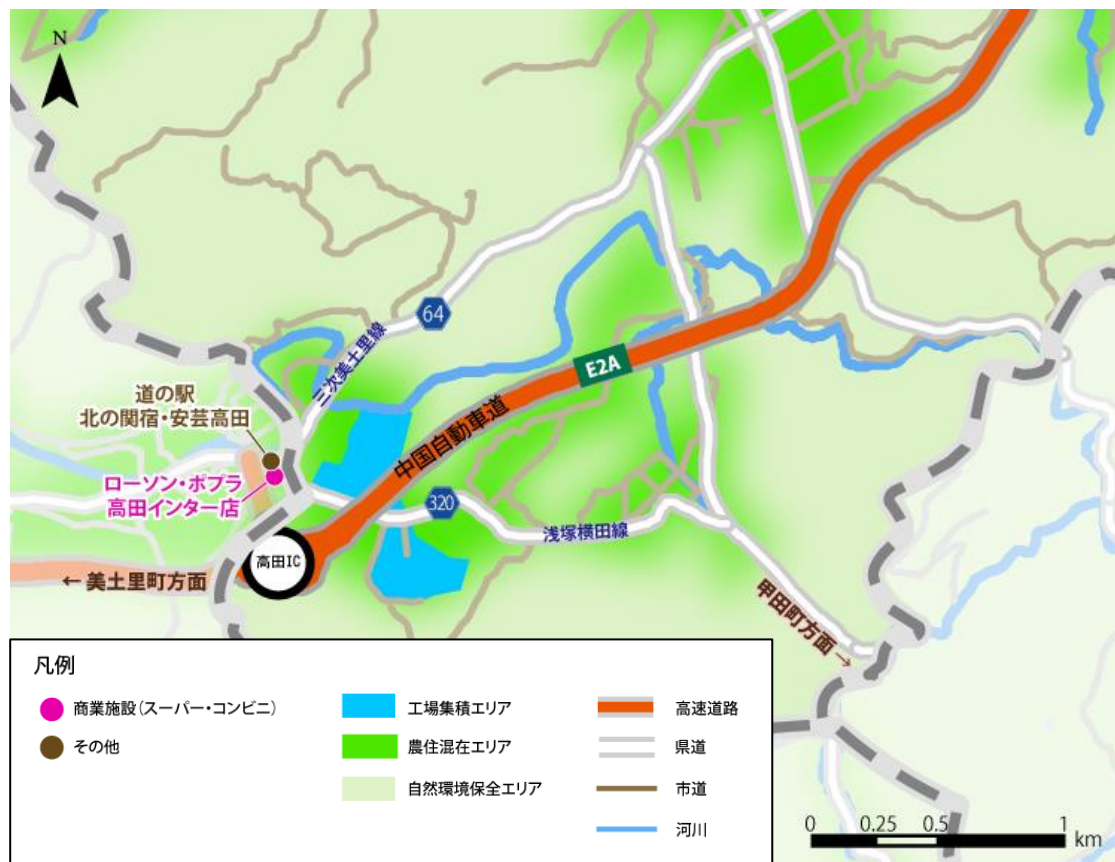 N
64
三次美土里線
E2A
道の駅
北の関宿・安芸高田
中国自動車道
ローソン・ポプラ
高田インター店
320
浅塚横田線
高田IC
← 美土里町方面
甲田町方面 →
凡例
商業施設（スーパー・コンビニ）
その他
工場集積エリア
農住混在エリア
自然環境保全エリア
高速道路
県道
市道
河川
0 0.25 0.5 1
km